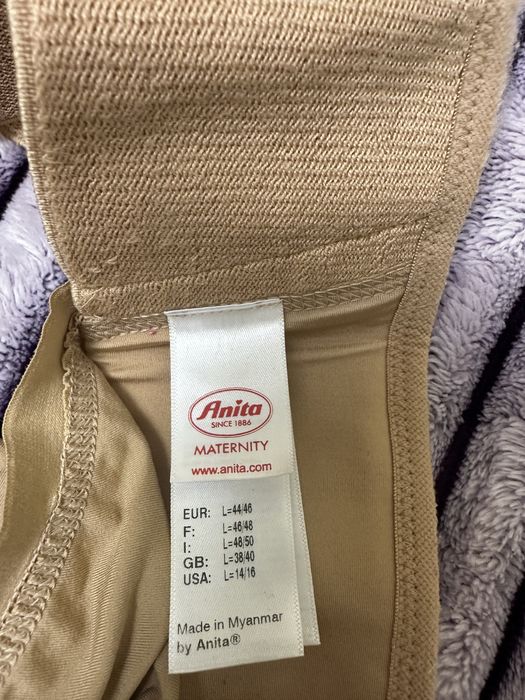 Anita
SINCE 1886
MATERNITY
www.anita.com
EUR: L=44/46
F: L=46/48
I: L=48/50
GB: L=38/40
USA: L=14/16
Made in Myanmar
by Anita®